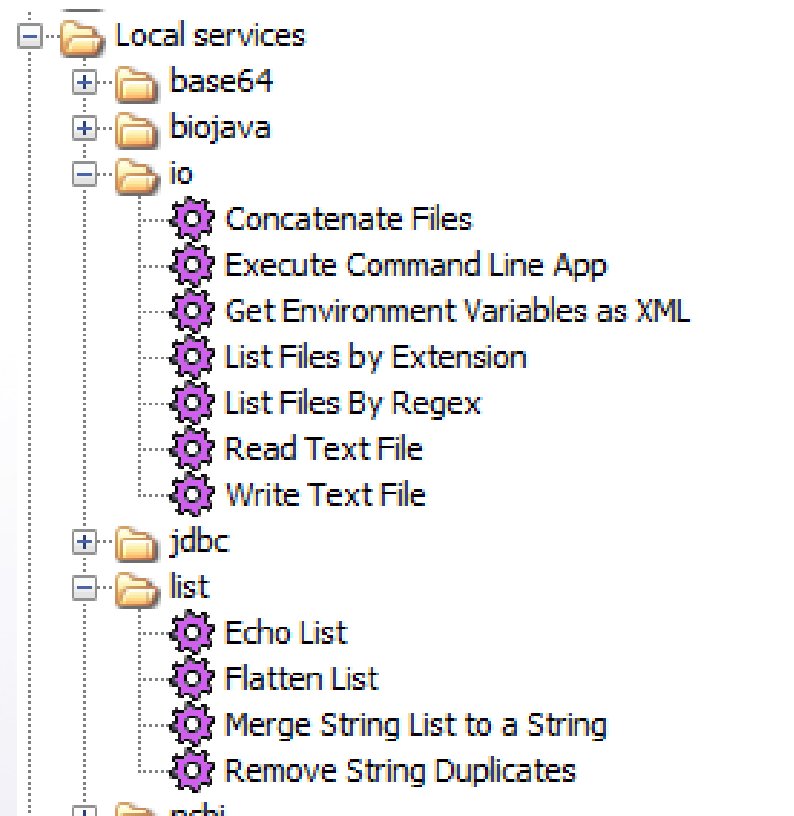 Local services
base64
biojava
io
Concatenate Files
Execute Command Line App
Get Environment Variables as XML
List Files by Extension
List Files By Regex
Read Text File
Write Text File
jdbc
list
Echo List
Flatten List
Merge String List to a String
Remove String Duplicates